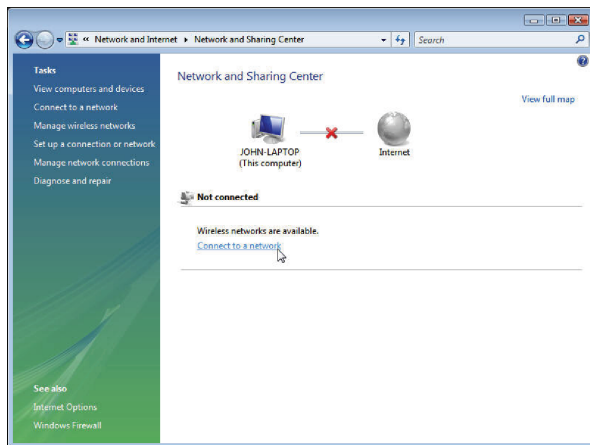 « Network and Internet ▸ Network and Sharing Center
Search
Tasks
View computers and devices
Connect to a network
Manage wireless networks
Set up a connection or network
Manage network connections
Diagnose and repair
See also
Internet Options
Windows Firewall
Network and Sharing Center
View full map
JOHN-LAPTOP
(This computer)
Internet
Not connected
Wireless networks are available.
Connect to a network